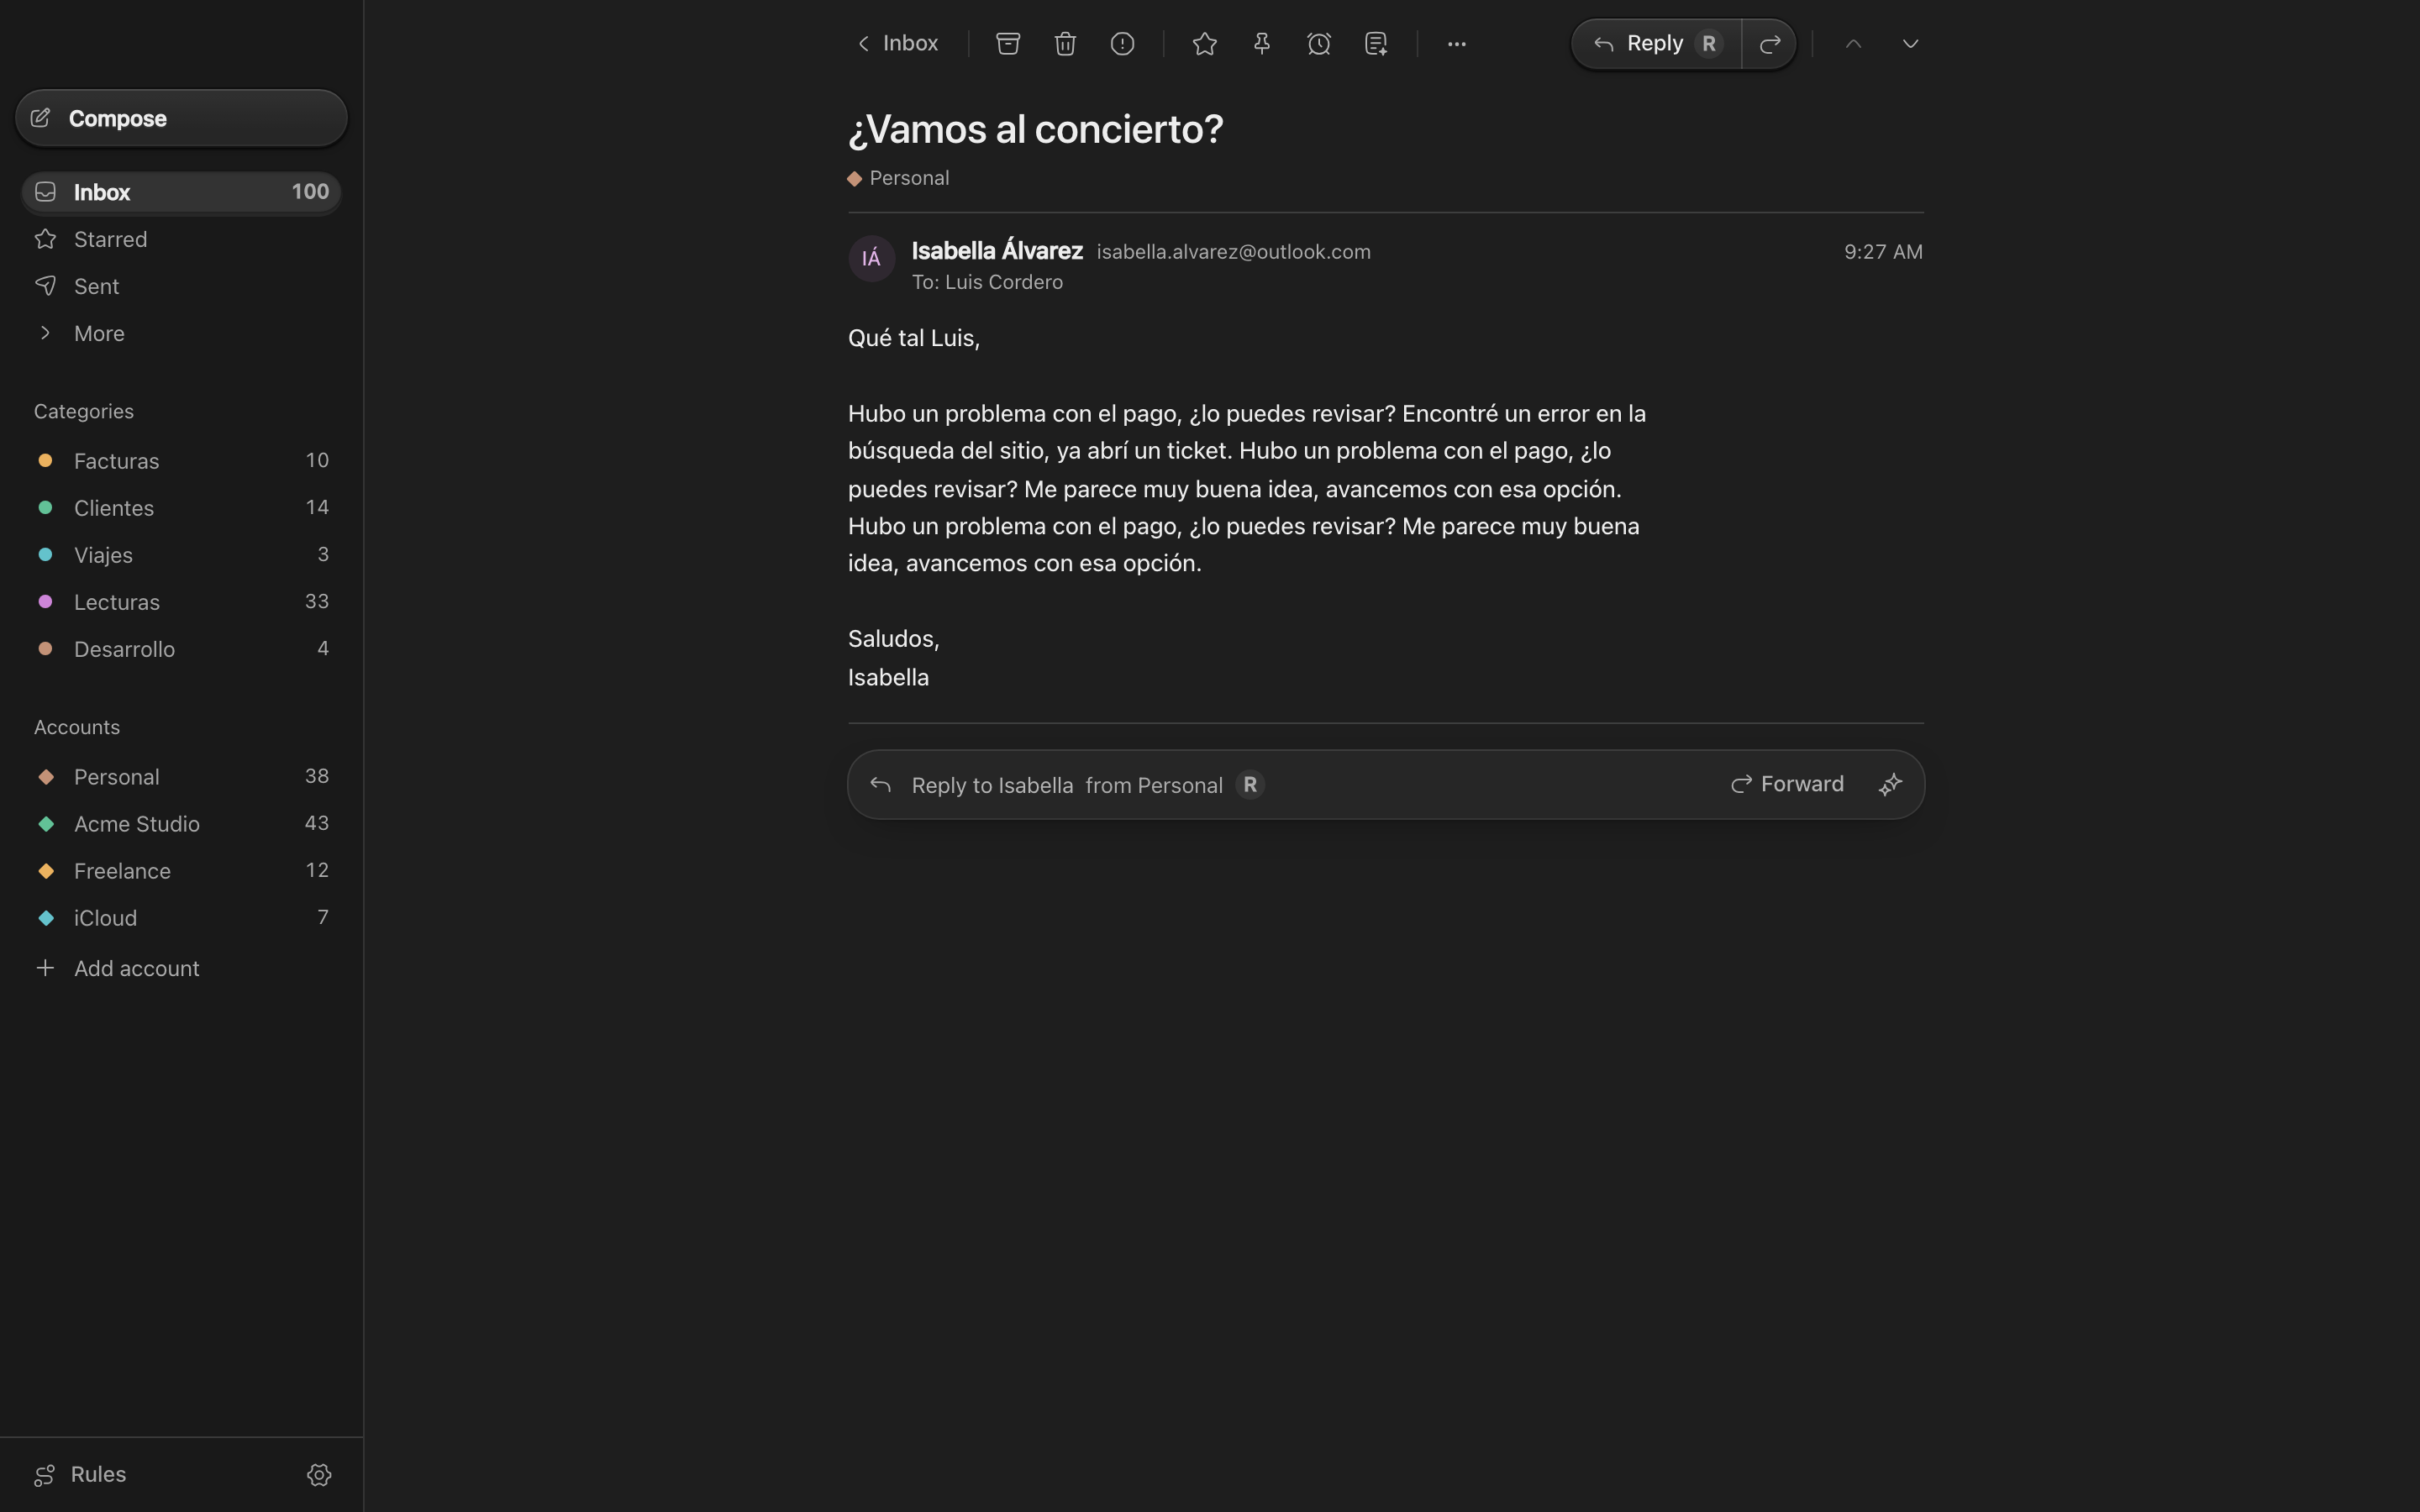 Compose
Inbox 100
Starred
Sent
More
Categories
Facturas 10
Clientes 14
Viajes 3
Lecturas 33
Desarrollo 4
Accounts
Personal 38
Acme Studio 43
Freelance 12
iCloud 7
Add account
Rules
Inbox
Reply R
¿Vamos al concierto?
Personal
IÁ
Isabella Álvarez isabella.alvarez@outlook.com 9:27 AM
To: Luis Cordero
Qué tal Luis,
Hubo un problema con el pago, ¿lo puedes revisar? Encontré un error en la
búsqueda del sitio, ya abrí un ticket. Hubo un problema con el pago, ¿lo
puedes revisar? Me parece muy buena idea, avancemos con esa opción.
Hubo un problema con el pago, ¿lo puedes revisar? Me parece muy buena
idea, avancemos con esa opción.
Saludos,
Isabella
Reply to Isabella from Personal R Forward